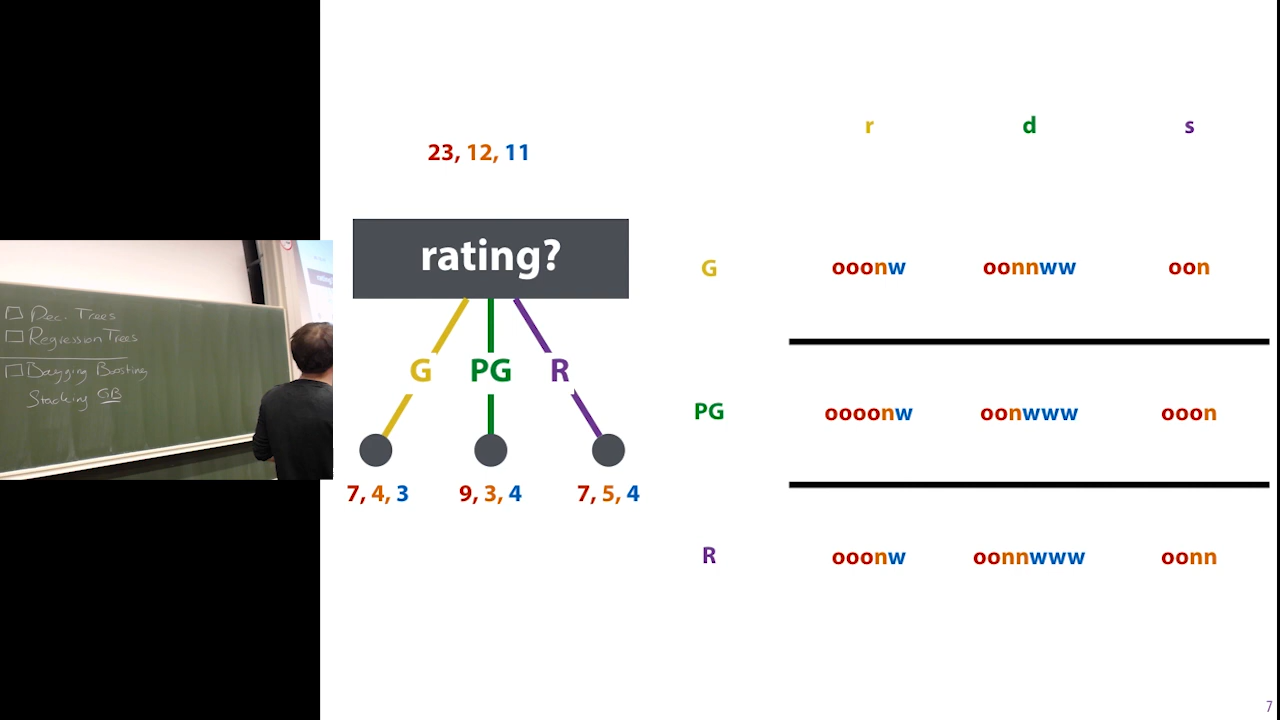 Dec. Trees
Regression Trees
Bagging Boosting
Stacking GB
23, 12, 11
rating?
G PG R
7, 4, 3 9, 3, 4 7, 5, 4
r d s
G ooonw oonnww oon
PG oooonw oonwww ooon
R ooonw oonnwww oonn
7